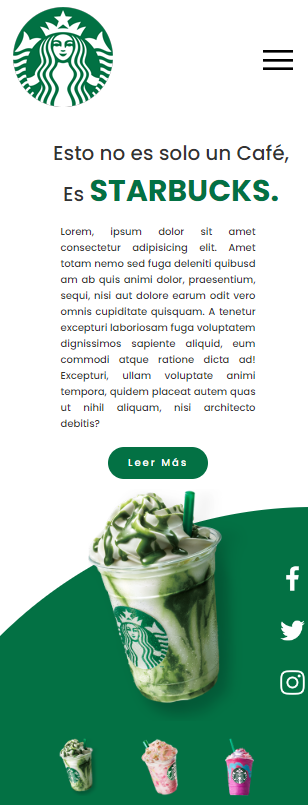 Esto no es solo un Café,
Es STARBUCKS.
Lorem, ipsum dolor sit amet
consectetur adipisicing elit. Amet
totam nemo sed fuga deleniti quibusd
am ab quis animi dolor, praesentium,
sequi, nisi aut dolore earum odit vero
omnis cupiditate quisquam. A tenetur
excepturi laboriosam fuga voluptatem
dignissimos sapiente aliquid, eum
commodi atque ratione dicta ad!
Excepturi, ullam voluptate animi
tempora, quidem placeat autem quas
ut nihil aliquam, nisi architecto
debitis?
Leer Más